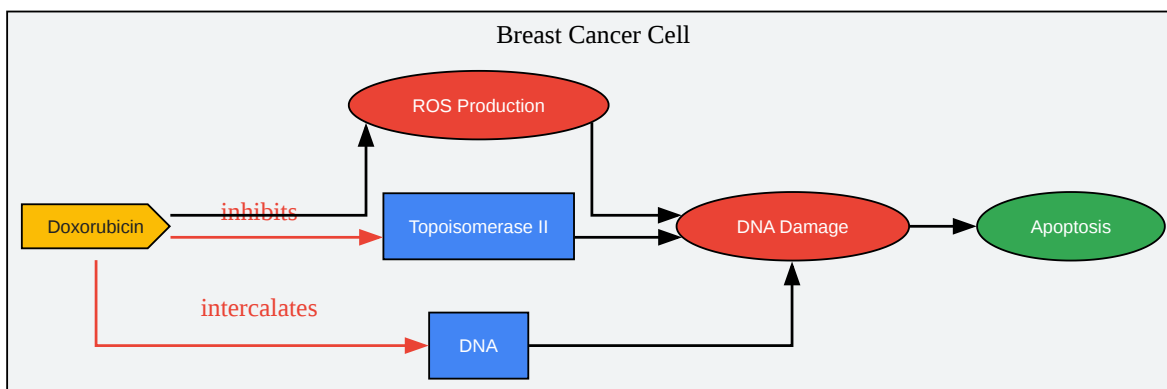 Breast Cancer Cell
ROS Production
inhibits
Doxorubicin
Topoisomerase II
DNA Damage
Apoptosis
intercalates
DNA